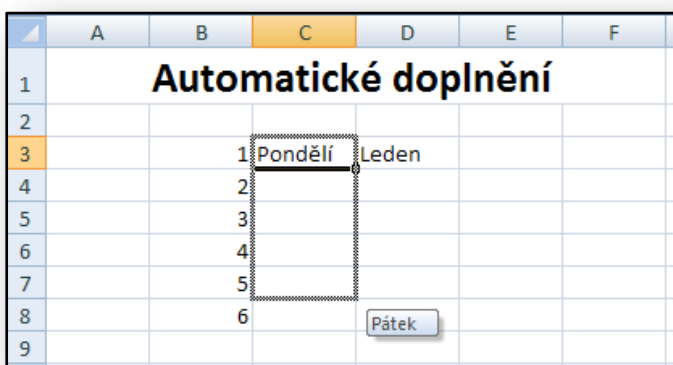 A B C D E F
1 Automatické doplnění
2
3 1 Pondělí Leden
4 2
5 3
6 4
7 5
8 6 Pátek
9